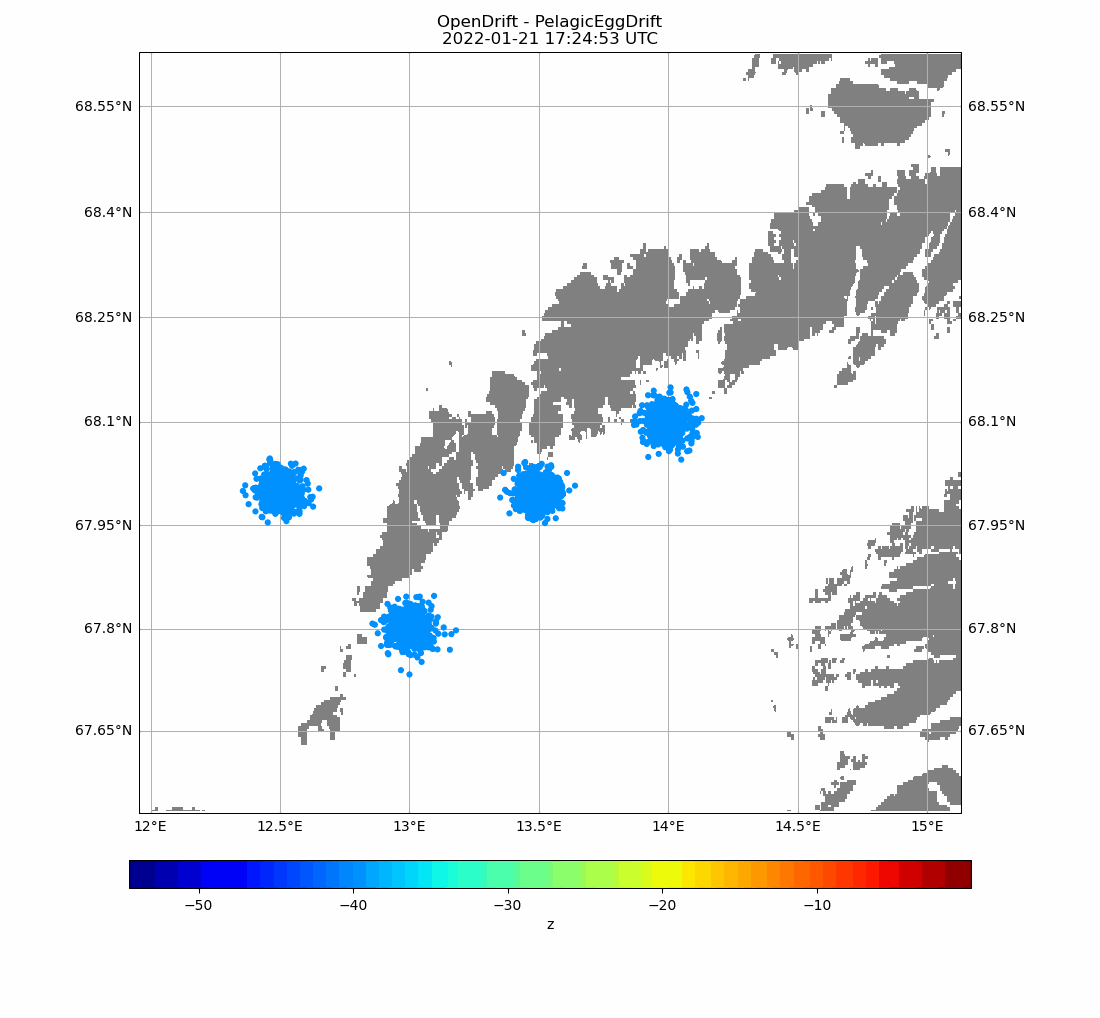 OpenDrift - PelagicEggDrift
2022-01-21 17:24:53 UTC
68.55°N 68.55°N
68.4°N 68.4°N
68.25°N 68.25°N
68.1°N 68.1°N
67.95°N 67.95°N
67.8°N 67.8°N
67.65°N 67.65°N
12°E 12.5°E 13°E 13.5°E 14°E 14.5°E 15°E
−50 −40 −30 −20 −10
z